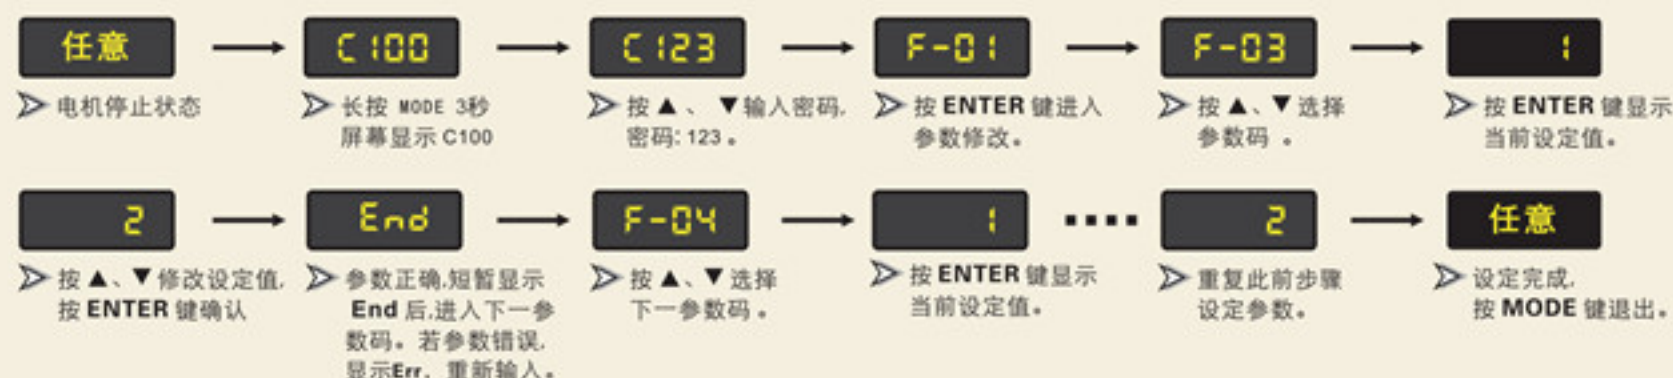 任意 C100 C123 F-01 F-03 1
电机停止状态
长按 MODE 3秒
屏幕显示 C100
按▲、▼输入密码,
密码: 123。
按 ENTER 键进入
参数修改。
按▲、▼选择
参数码 。
按 ENTER 键显示
当前设定值。
2 End F-04 1 2 任意
按▲、▼修改设定值,
按 ENTER 键确认
参数正确,短暂显示
End 后,进入下一参
数码。若参数错误,
显示Err, 重新输入。
按▲、▼选择
下一参数码 。
按 ENTER 键显示
当前设定值。
重复此前步骤
设定参数。
设定完成,
按 MODE 键退出。